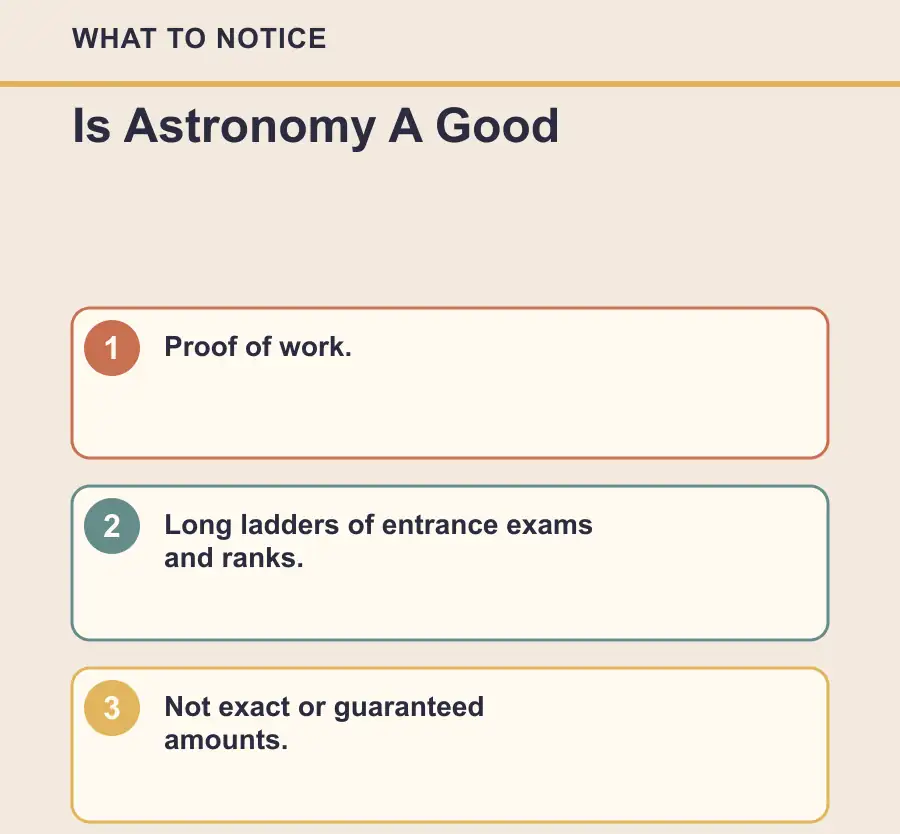 WHAT TO NOTICE
Is Astronomy A Good
1
Proof of work.
2
Long ladders of entrance exams
and ranks.
3
Not exact or guaranteed
amounts.